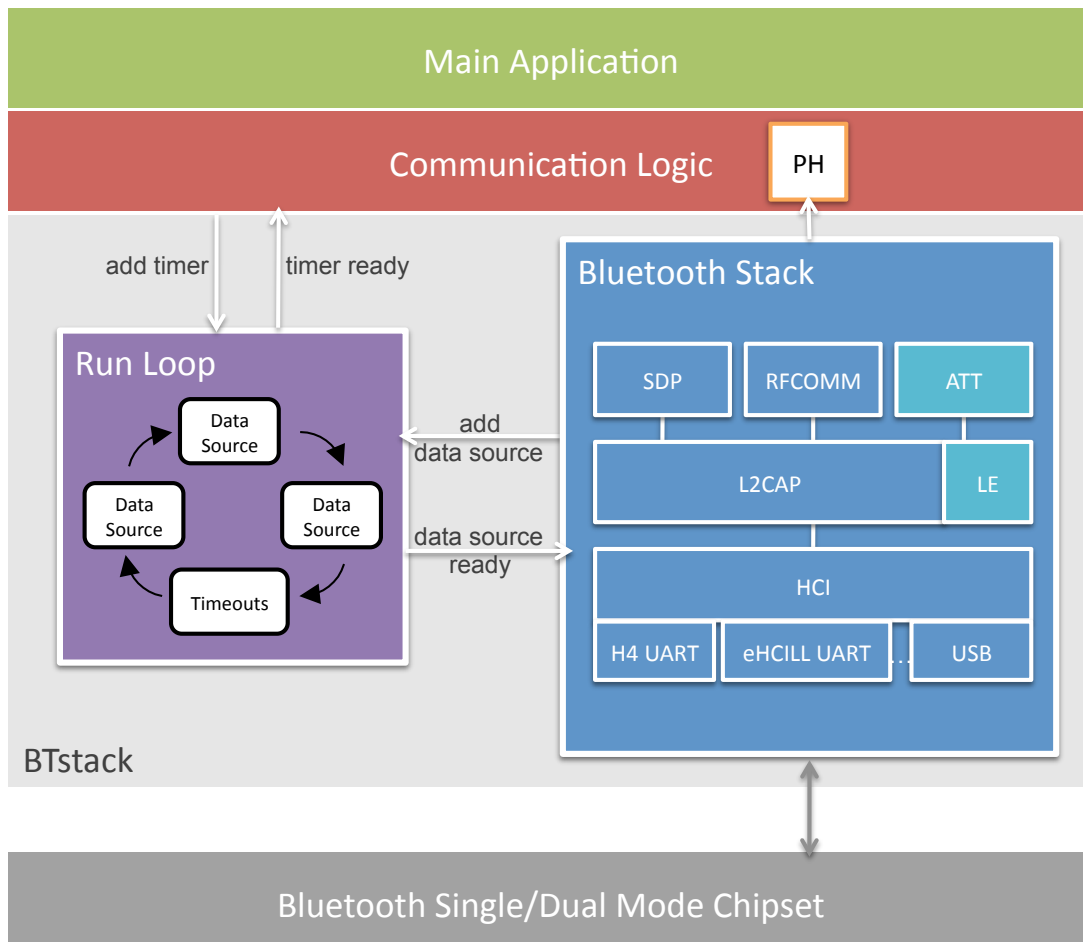 Main Application
Communication Logic
PH
add timer
timer ready
Bluetooth Stack
Run Loop
SDP
RFCOMM
ATT
Data
Source
add
data source
L2CAP
LE
Data
Source
Data
Source
data source
ready
HCI
Timeouts
H4 UART
eHCILL UART
...
USB
BTstack
Bluetooth Single/Dual Mode Chipset